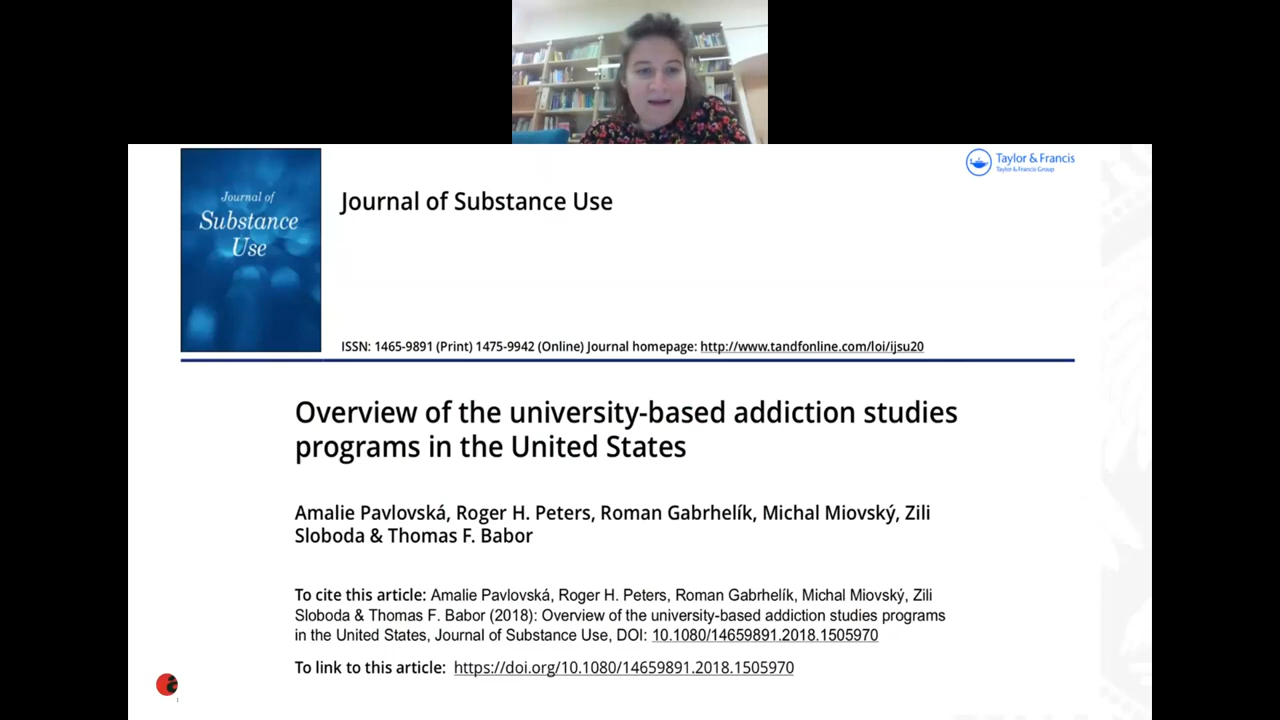 Taylor & Francis
Taylor & Francis Group
Journal of
Substance
Use
Journal of Substance Use
ISSN: 1465-9891 (Print) 1475-9942 (Online) Journal homepage: http://www.tandfonline.com/loi/ijsu20
Overview of the university-based addiction studies
programs in the United States
Amalie Pavlovská, Roger H. Peters, Roman Gabrhelík, Michal Miovský, Zili
Sloboda & Thomas F. Babor
To cite this article: Amalie Pavlovská, Roger H. Peters, Roman Gabrhelík, Michal Miovský, Zili
Sloboda & Thomas F. Babor (2018): Overview of the university-based addiction studies programs
in the United States, Journal of Substance Use, DOI: 10.1080/14659891.2018.1505970
To link to this article: https://doi.org/10.1080/14659891.2018.1505970